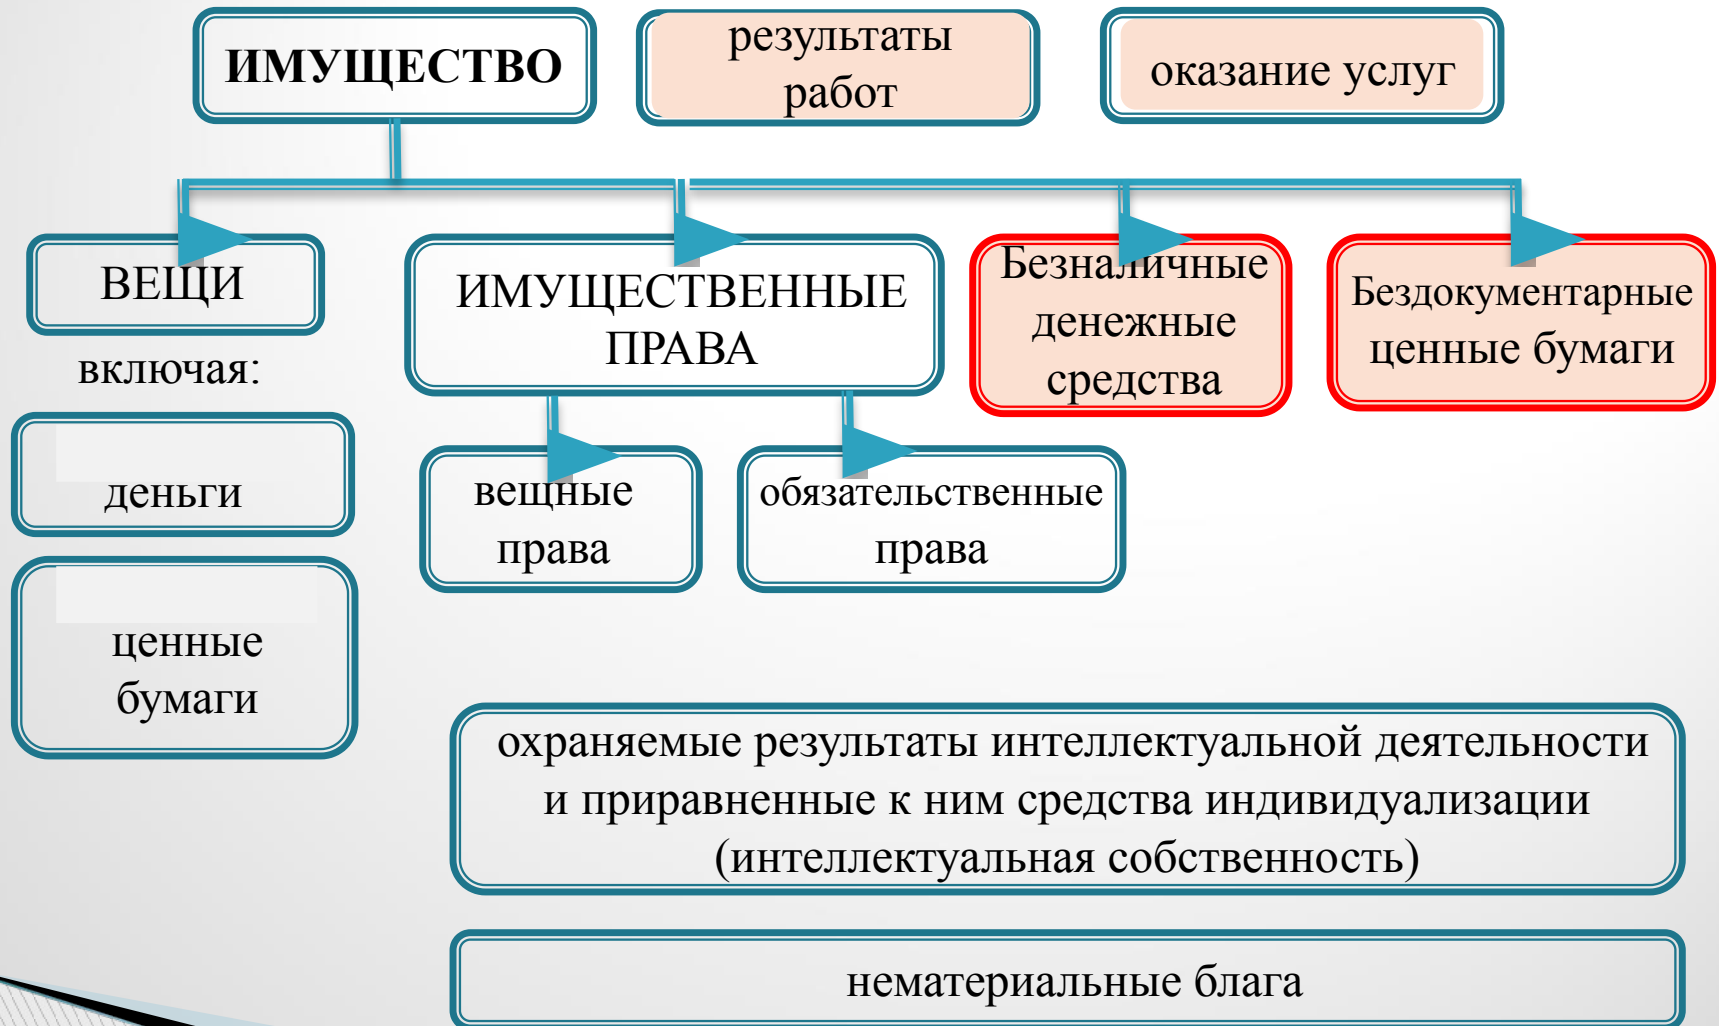 ИМУЩЕСТВО
результаты
работ
оказание услуг
ВЕЩИ
включая:
деньги
ценные
бумаги
ИМУЩЕСТВЕННЫЕ
ПРАВА
вещные
права
обязательственные
права
Безналичные
денежные
средства
Бездокументарные
ценные бумаги
охраняемые результаты интеллектуальной деятельности
и приравненные к ним средства индивидуализации
(интеллектуальная собственность)
нематериальные блага